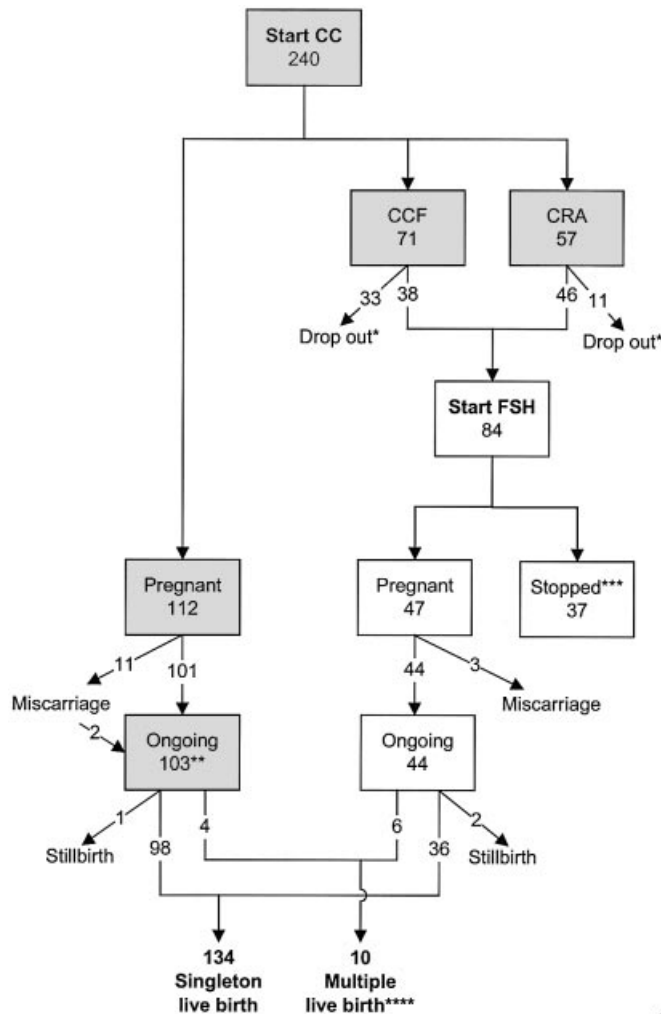 Start CC
240
CCF
71
CRA
57
33
38
46
11
Drop out*
Drop out*
Start FSH
84
Pregnant
112
Pregnant
47
Stopped***
37
11
101
44
3
Miscarriage
Miscarriage
2
Ongoing
103**
Ongoing
44
1
4
6
2
Stillbirth
98
36
Stillbirth
134
Singleton
live birth
10
Multiple
live birth****